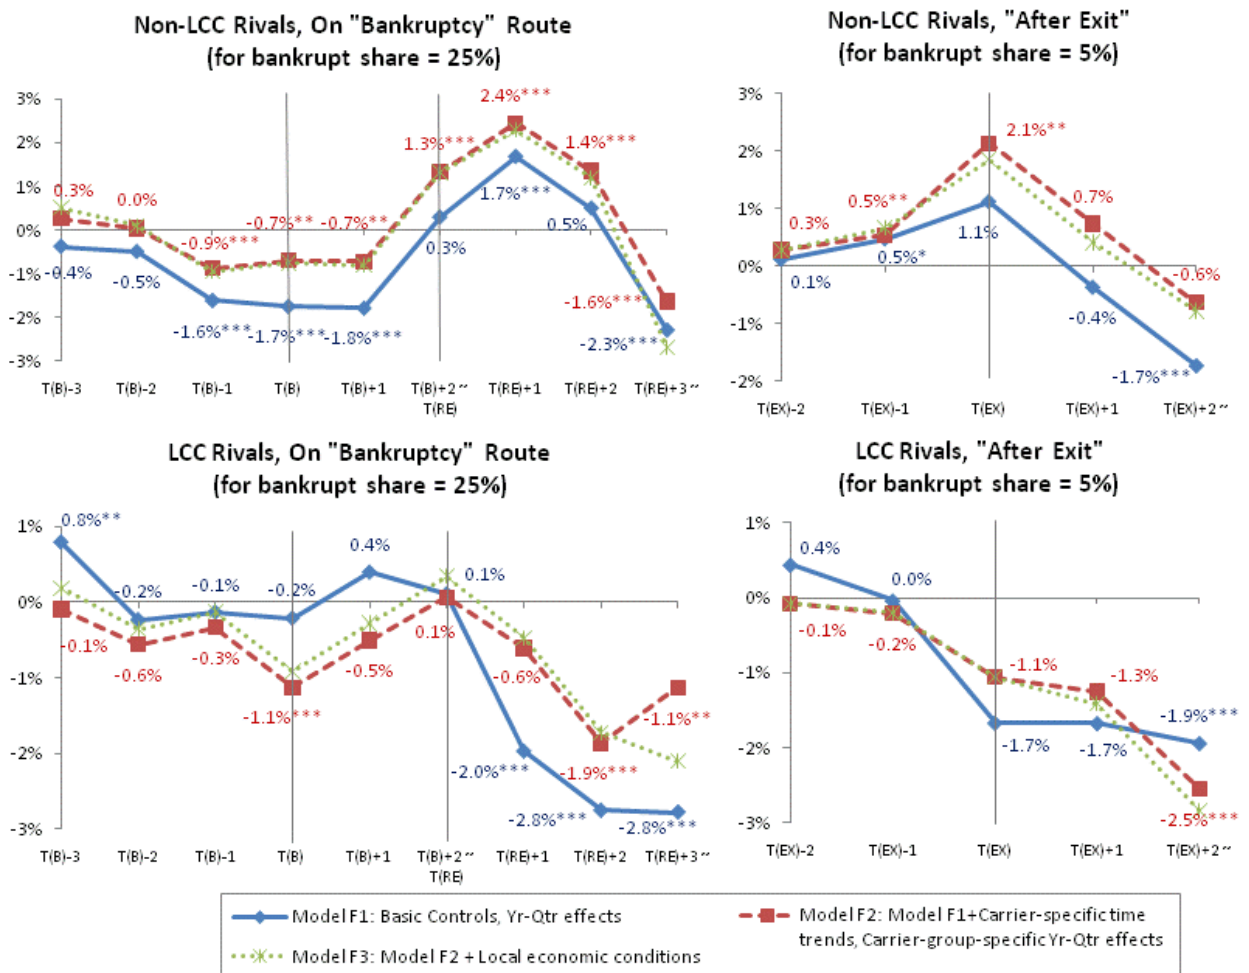 Non-LCC Rivals, On "Bankruptcy" Route
(for bankrupt share = 25%)
3%
2%
1%
0%
-1%
-2%
-3%
0.3%
0.0%
-0.9%***
-0.7%**
-0.7%**
1.3%***
2.4%***
1.4%***
-1.6%***
-0.4%
-0.5%
-1.6%***
-1.7%***
-1.8%***
0.3%
1.7%***
0.5%
-2.3%***
T(B)-3
T(B)-2
T(B)-1
T(B)
T(B)+1
T(B)+2~
T(RE)
T(RE)+1
T(RE)+2
T(RE)+3~
Non-LCC Rivals, "After Exit"
(for bankrupt share = 5%)
3%
2%
1%
0%
-1%
-2%
0.3%
0.5%**
2.1%**
0.7%
-0.6%
0.1%
0.5%*
1.1%
-0.4%
-1.7%***
T(EX)-2
T(EX)-1
T(EX)
T(EX)+1
T(EX)+2~
LCC Rivals, On "Bankruptcy" Route
(for bankrupt share = 25%)
1%
0%
-1%
-2%
-3%
0.8%**
-0.2%
-0.1%
-0.2%
0.4%
0.1%
-2.0%***
-2.8%***
-2.8%***
-0.1%
-0.6%
-0.3%
-1.1%***
-0.5%
0.1%
-0.6%
-1.9%***
-1.1%**
T(B)-3
T(B)-2
T(B)-1
T(B)
T(B)+1
T(B)+2~
T(RE)
T(RE)+1
T(RE)+2
T(RE)+3~
LCC Rivals, "After Exit"
(for bankrupt share = 5%)
1%
0%
-1%
-2%
-3%
0.4%
0.0%
-1.7%
-1.7%
-1.9%***
-0.1%
-0.2%
-1.1%
-1.3%
-2.5%***
T(EX)-2
T(EX)-1
T(EX)
T(EX)+1
T(EX)+2~
Model F1: Basic Controls, Yr-Qtr effects
Model F2: Model F1+Carrier-specific time
trends, Carrier-group-specific Yr-Qtr effects
Model F3: Model F2 + Local economic conditions